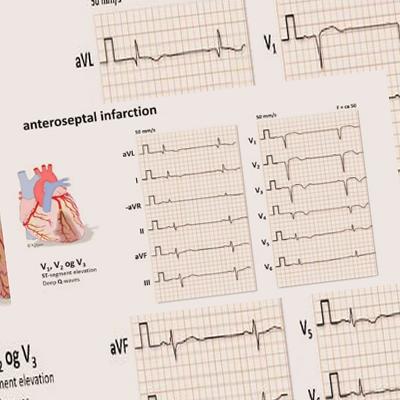 50 mm/s
aVL
V1
anteroseptal infarction
50 mm/s
50 mm/s
F = ca 50
aVL
I
-aVR
II
aVF
III
V1
V2
V3
V4
V5
V6
V1, V2 og V3
ST-segment elevation
Deep Q waves
2 og V3
ment elevation
waves
aVF
V5